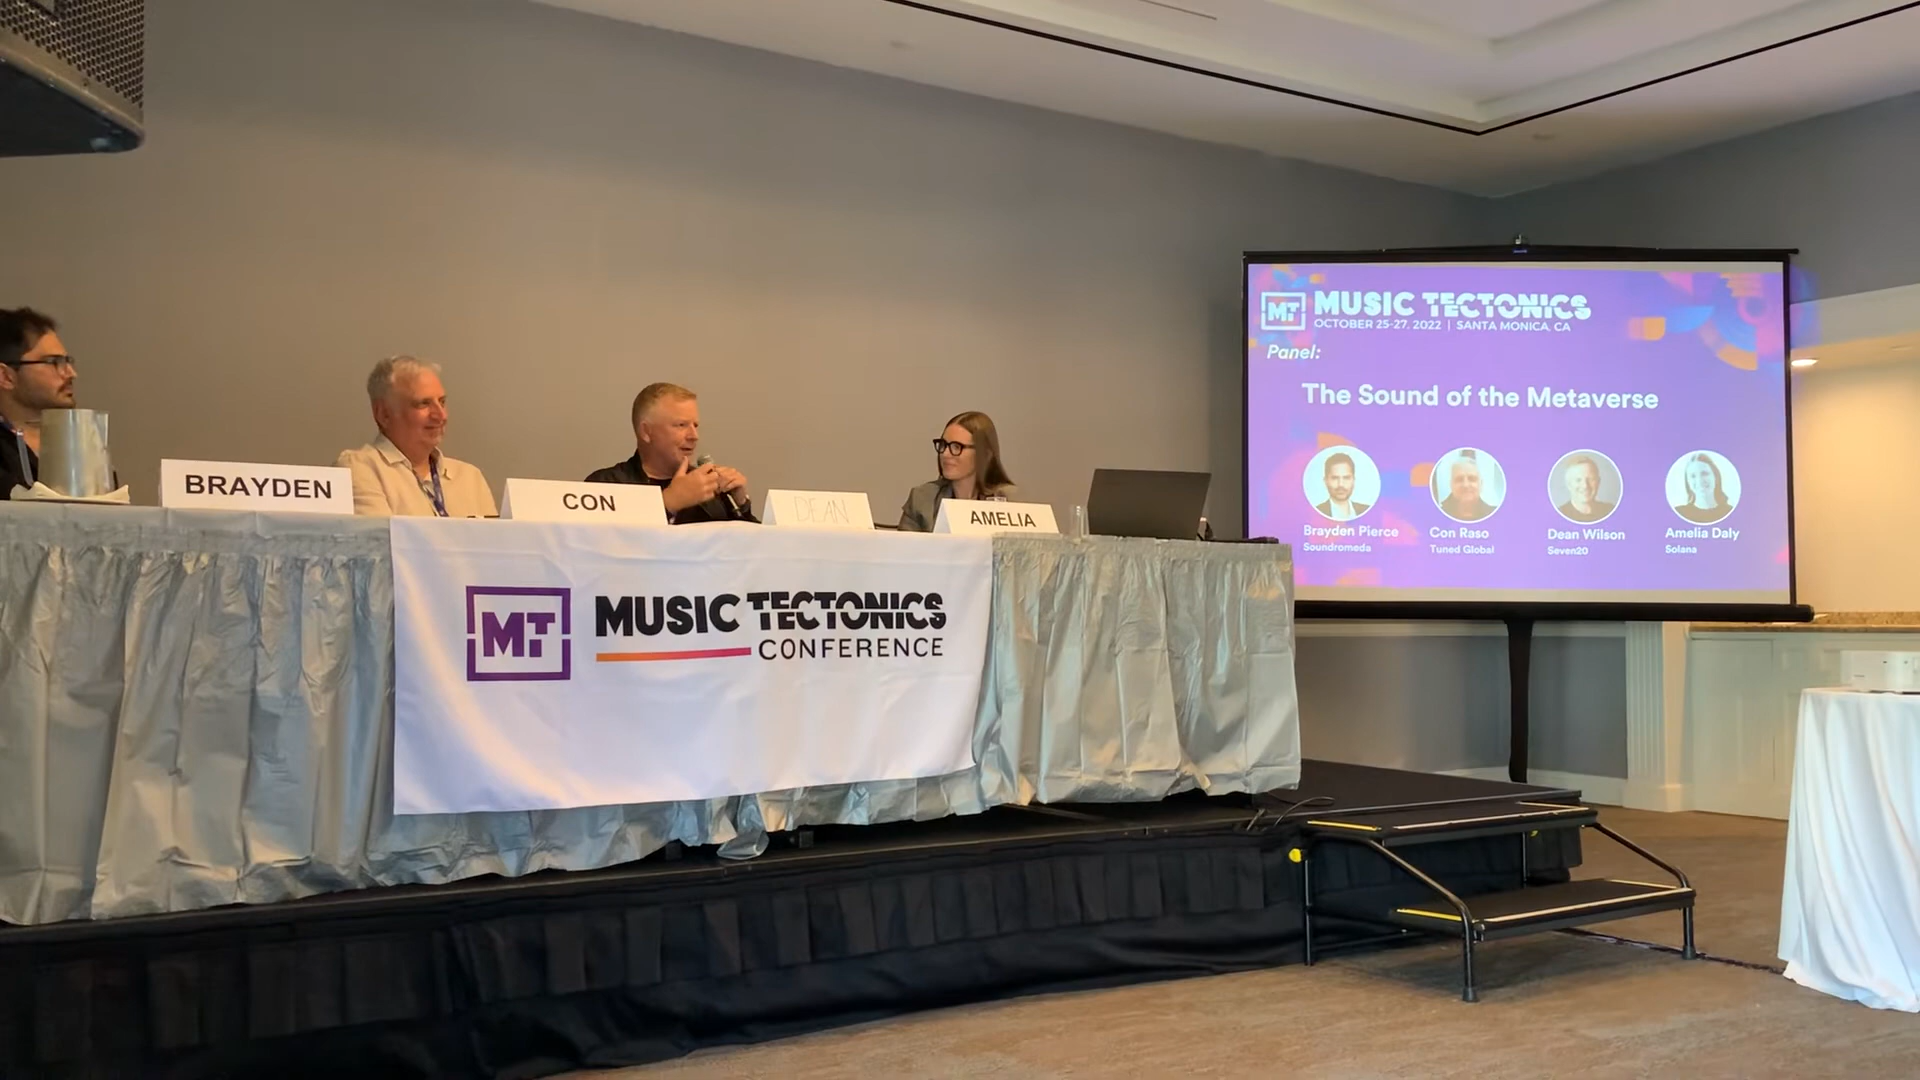 BRAYDEN
CON
DEAN
AMELIA
MT
MUSIC TECTONICS
CONFERENCE
MT
MUSIC TECTONICS
OCTOBER 25-27, 2022 | SANTA MONICA, CA
Panel:
The Sound of the Metaverse
Brayden Pierce
Soundromeda
Con Raso
Tuned Global
Dean Wilson
Seven20
Amelia Daly
Solana